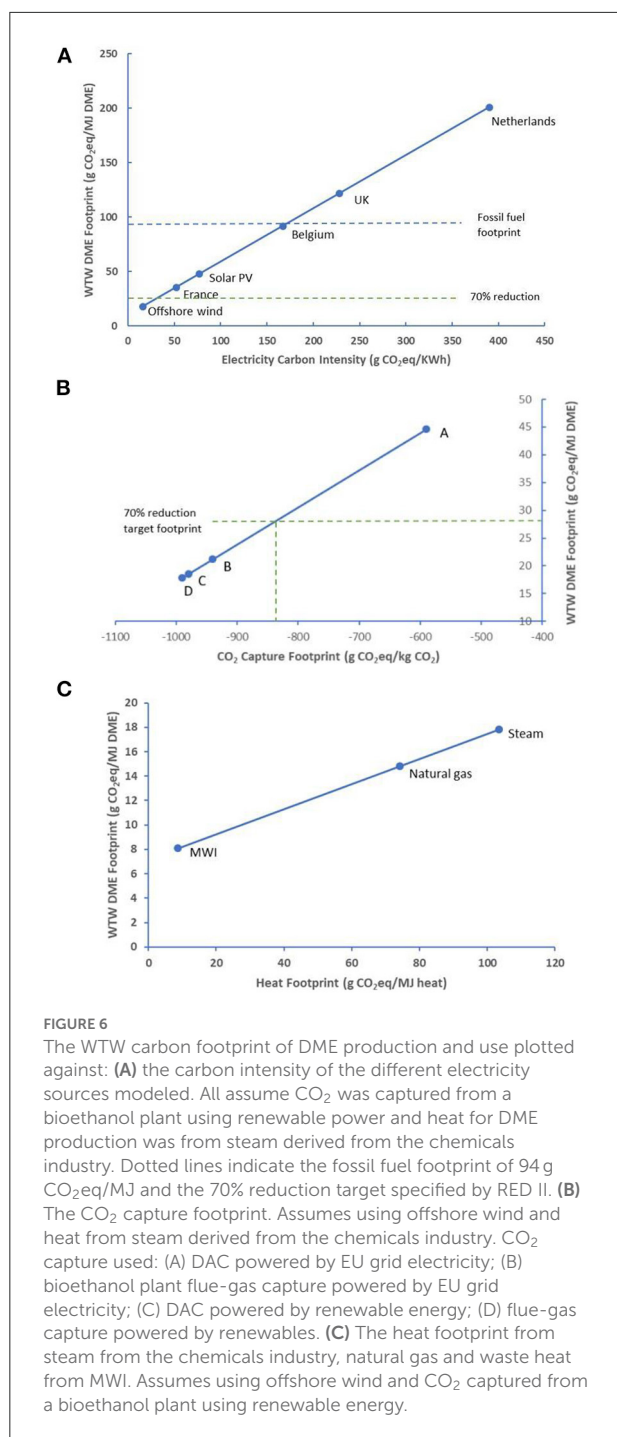 A
WTW DME Footprint (g CO₂eq/MJ DME)
250
200
150
100
50
0
Netherlands
UK
Fossil fuel
footprint
Belgium
Solar PV
France
70% reduction
Offshore wind
0 50 100 150 200 250 300 350 400 450
Electricity Carbon Intensity (g CO₂eq/KWh)
B
50
45
40
35
30
25
20
15
10
WTW DME Footprint (g CO₂eq/MJ DME)
A
70% reduction
target footprint
B
C
D
-1100 -1000 -900 -800 -700 -600 -500 -400
CO₂ Capture Footprint (g CO₂eq/kg CO₂)
C
WTW DME Footprint (g CO₂eq/MJ DME)
20
18
16
14
12
10
8
6
4
2
0
Steam
Natural gas
MWI
0 20 40 60 80 100 120
Heat Footprint (g CO₂eq/MJ heat)
FIGURE 6
The WTW carbon footprint of DME production and use plotted
against: (A) the carbon intensity of the different electricity
sources modeled. All assume CO₂ was captured from a
bioethanol plant using renewable power and heat for DME
production was from steam derived from the chemicals
industry. Dotted lines indicate the fossil fuel footprint of 94 g
CO₂eq/MJ and the 70% reduction target specified by RED II. (B)
The CO₂ capture footprint. Assumes using offshore wind and
heat from steam derived from the chemicals industry. CO₂
capture used: (A) DAC powered by EU grid electricity; (B)
bioethanol plant flue-gas capture powered by EU grid
electricity; (C) DAC powered by renewable energy; (D) flue-gas
capture powered by renewables. (C) The heat footprint from
steam from the chemicals industry, natural gas and waste heat
from MWI. Assumes using offshore wind and CO₂ captured from
a bioethanol plant using renewable energy.